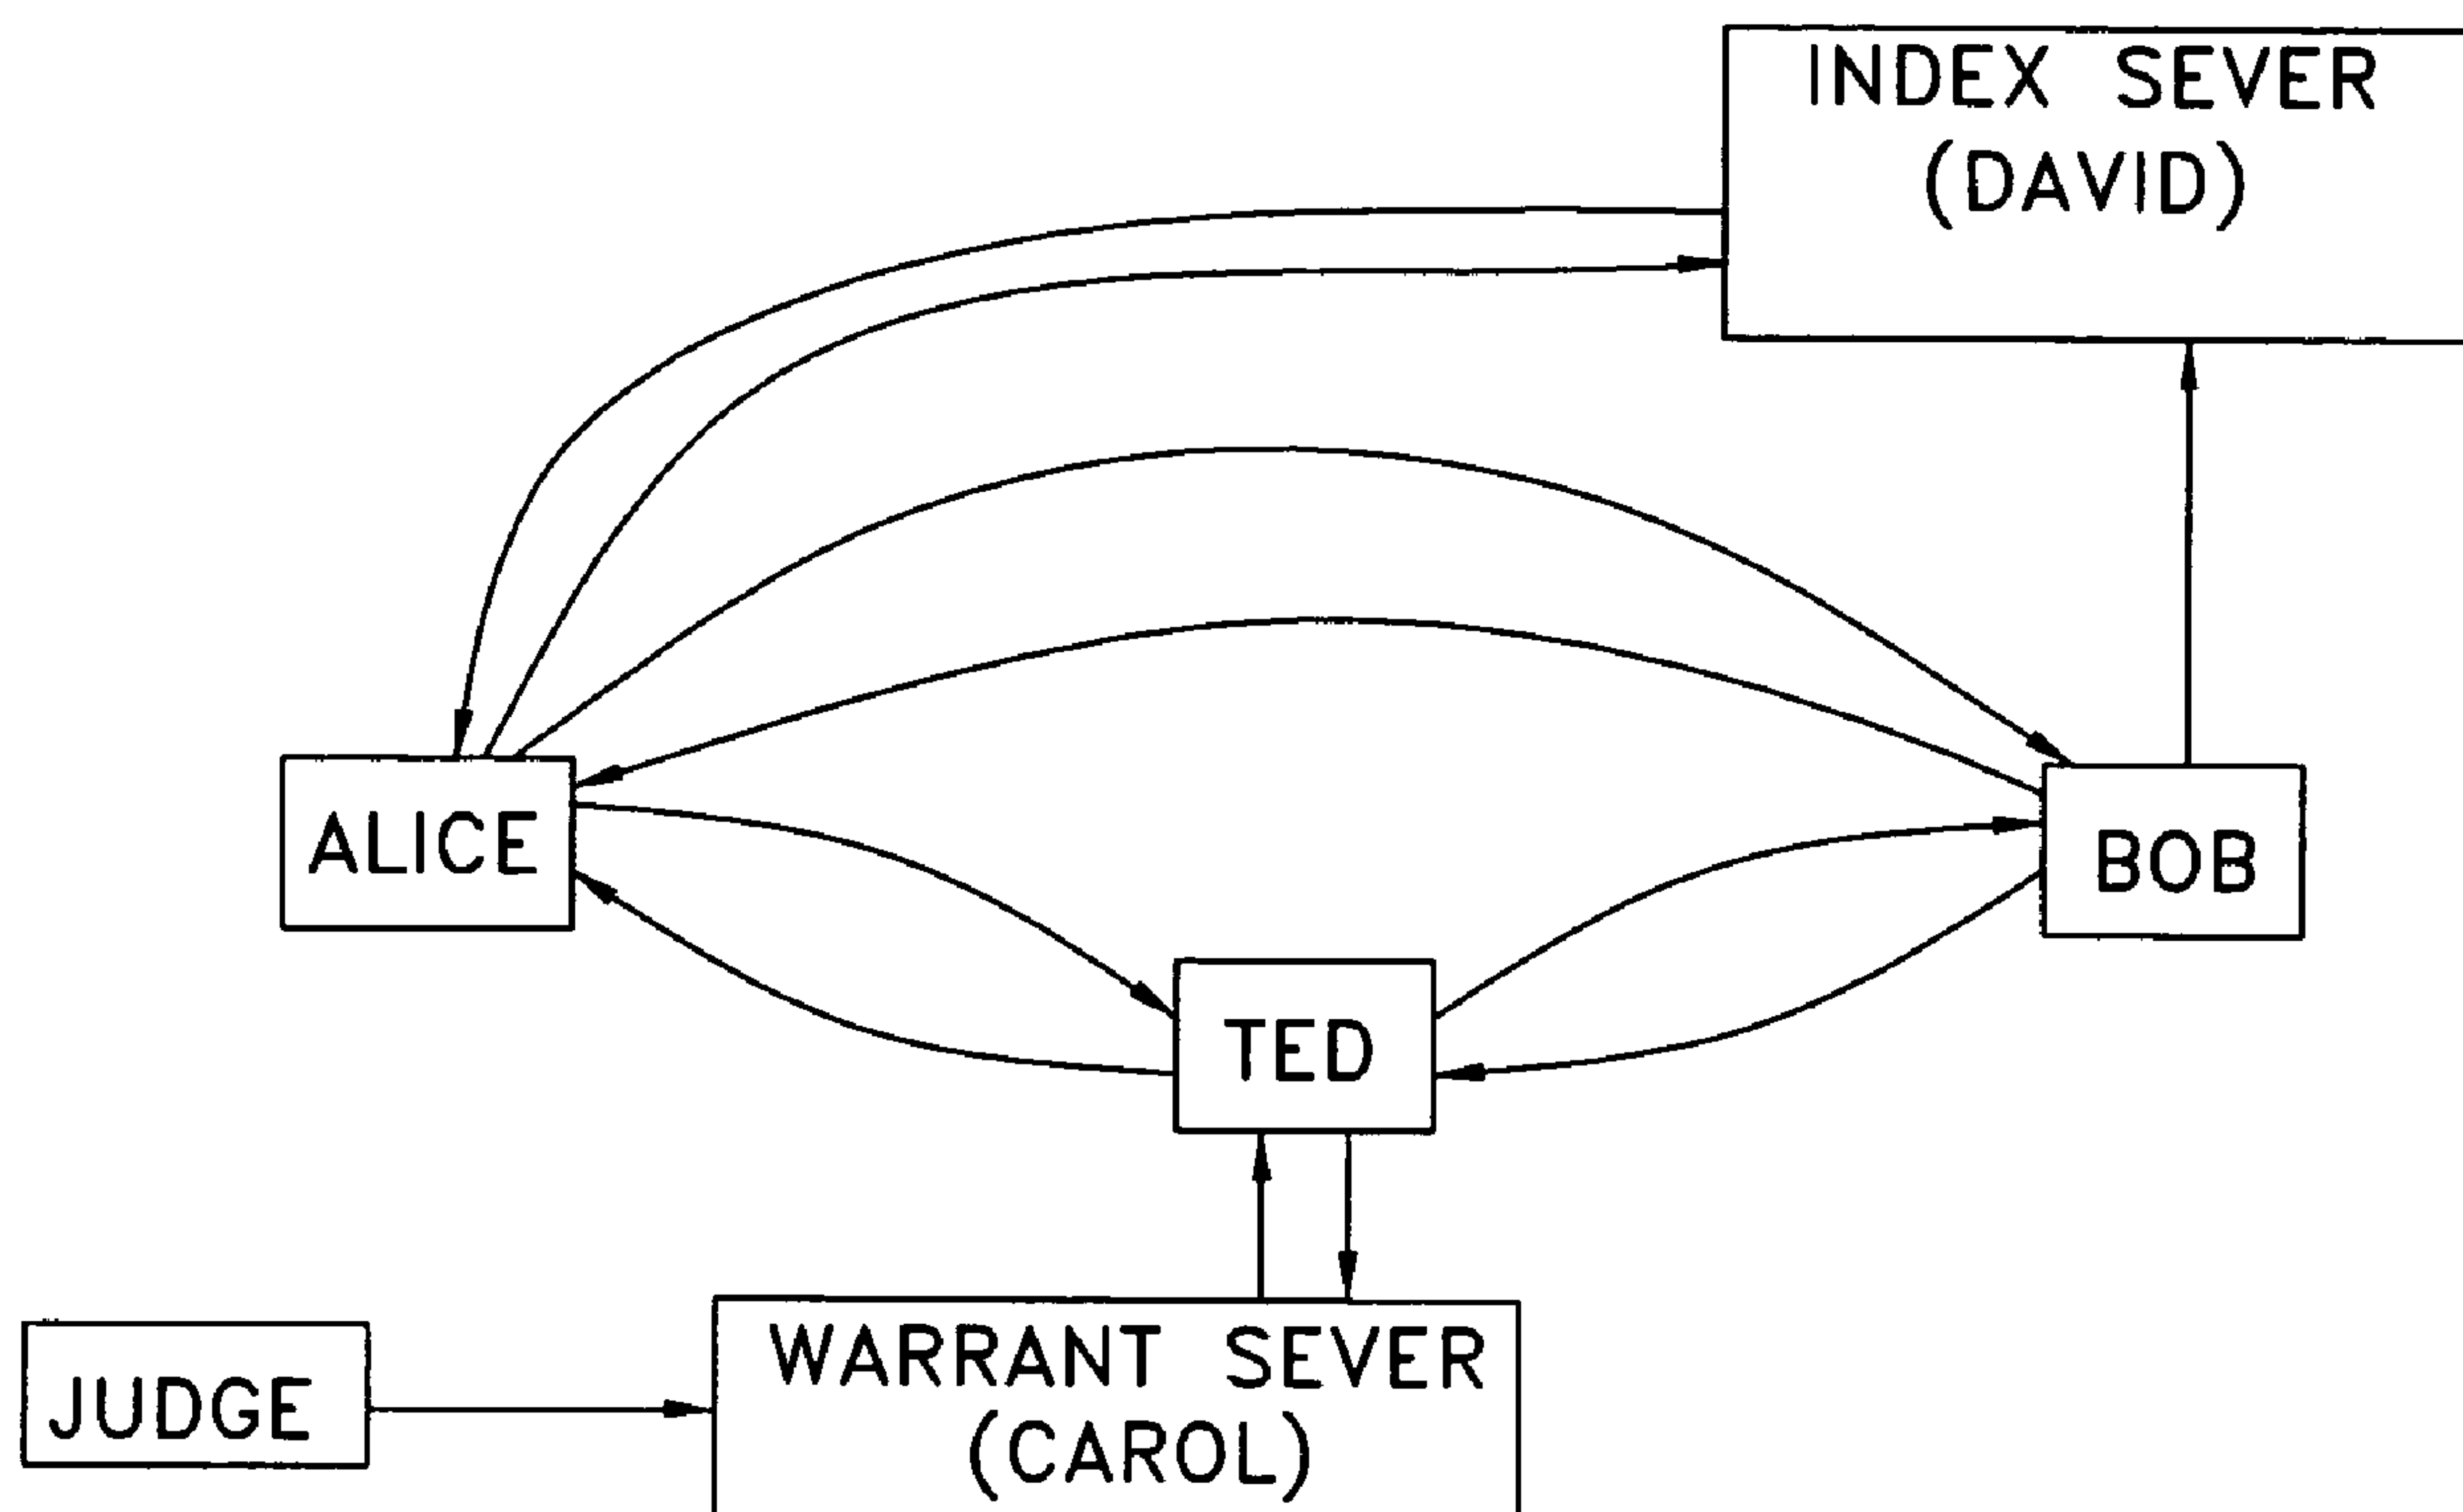 INDEX SEVER
(DAVID)
ALICE
BOB
TED
WARRANT SEVER
(CAROL)
JUDGE